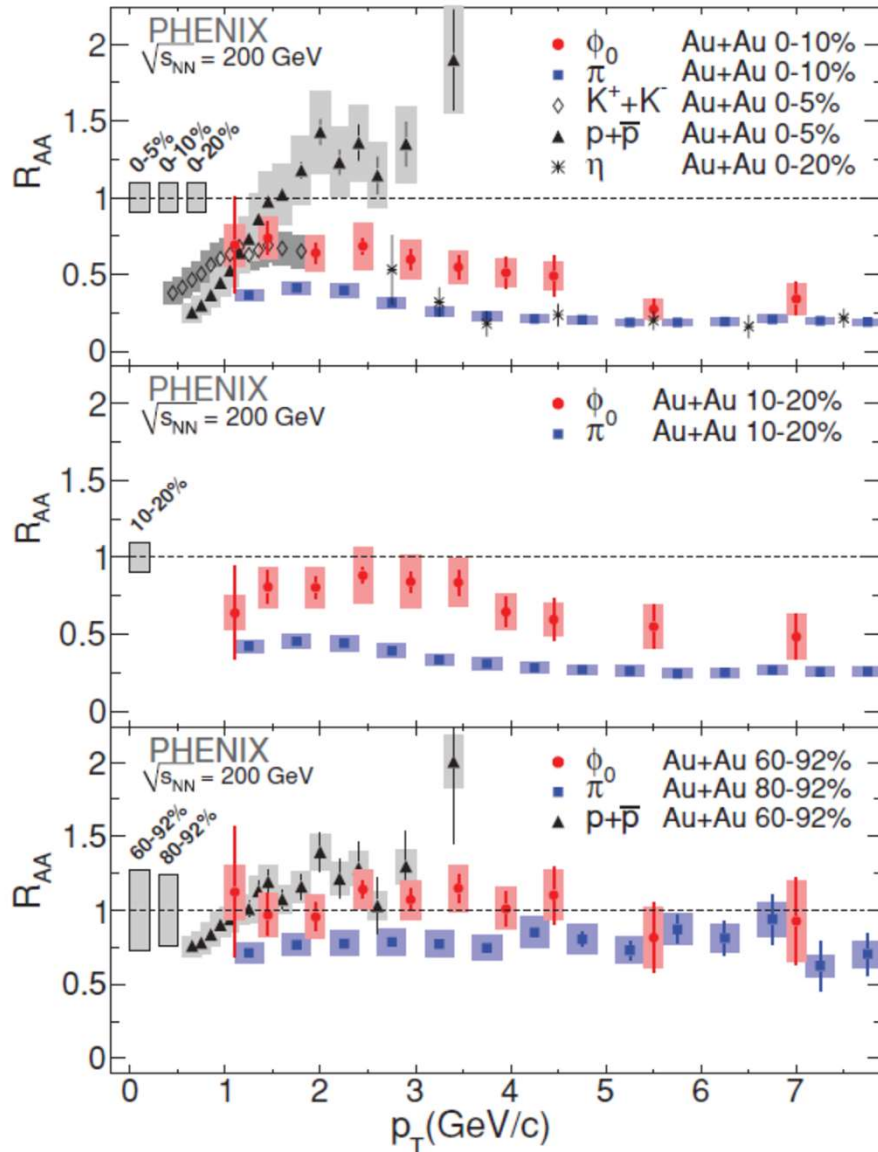 PHENIX
√sNN = 200 GeV
ϕ Au+Au 0-10%
π0 Au+Au 0-10%
K+ + K- Au+Au 0-5%
p+p̅ Au+Au 0-5%
η Au+Au 0-20%
0-5%
0-10%
0-20%
RAA
2
1.5
1
0.5
0
PHENIX
√sNN = 200 GeV
ϕ Au+Au 10-20%
π0 Au+Au 10-20%
10-20%
RAA
2
1.5
1
0.5
0
PHENIX
√sNN = 200 GeV
ϕ Au+Au 60-92%
π0 Au+Au 80-92%
p+p̅ Au+Au 60-92%
60-92%
80-92%
RAA
2
1.5
1
0.5
0
0 1 2 3 4 5 6 7
pT(GeV/c)